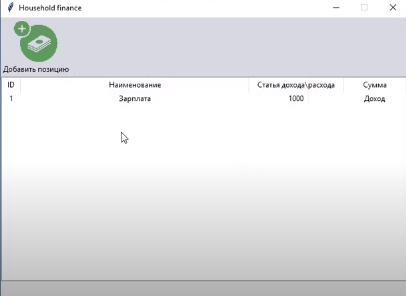 Household finance
Добавить позицию
ID Наименование Статья дохода\расхода Сумма
1 Зарплата 1000 Доход